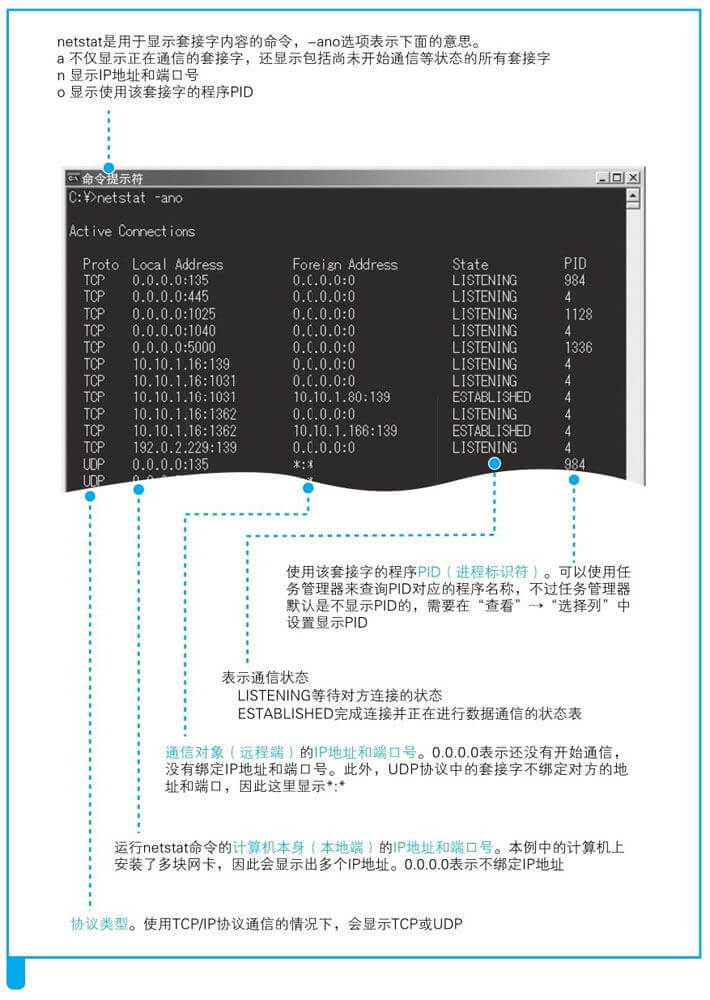 netstat是用于显示套接字内容的命令，–ano选项表示下面的意思。
a 不仅显示正在通信的套接字，还显示包括尚未开始通信等状态的所有套接字
n 显示IP地址和端口号
o 显示使用该套接字的程序PID
命令提示符
C:¥>netstat -ano
Active Connections
Proto Local Address Foreign Address State PID
TCP 0.0.0.0:135 0.0.0.0:0 LISTENING 984
TCP 0.0.0.0:445 0.0.0.0:0 LISTENING 4
TCP 0.0.0.0:1025 0.0.0.0:0 LISTENING 1128
TCP 0.0.0.0:1040 0.0.0.0:0 LISTENING 4
TCP 0.0.0.0:5000 0.0.0.0:0 LISTENING 1336
TCP 10.10.1.16:139 0.0.0.0:0 LISTENING 4
TCP 10.10.1.16:1031 0.0.0.0:0 LISTENING 4
TCP 10.10.1.16:1031 10.10.1.80:139 ESTABLISHED 4
TCP 10.10.1.16:1362 0.0.0.0:0 LISTENING 4
TCP 10.10.1.16:1362 10.10.1.166:139 ESTABLISHED 4
TCP 192.0.2.229:139 0.0.0.0:0 LISTENING 4
UDP 0.0.0.0:135 *:* 984
UDP
使用该套接字的程序PID（进程标识符）。可以使用任
务管理器来查询PID对应的程序名称，不过任务管理器
默认是不显示PID的，需要在“查看”→“选择列”中
设置显示PID
表示通信状态
LISTENING等待对方连接的状态
ESTABLISHED完成连接并正在进行数据通信的状态表
通信对象（远程端）的IP地址和端口号。0.0.0.0表示还没有开始通信，
没有绑定IP地址和端口号。此外，UDP协议中的套接字不绑定对方的地
址和端口，因此这里显示*:*
运行netstat命令的计算机本身（本地端）的IP地址和端口号。本例中的计算机上
安装了多块网卡，因此会显示出多个IP地址。0.0.0.0表示不绑定IP地址
协议类型。使用TCP/IP协议通信的情况下，会显示TCP或UDP